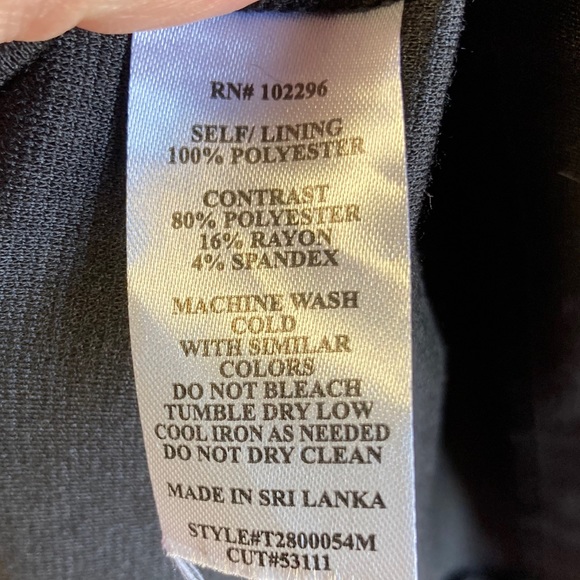 RN# 102296
SELF/ LINING
100% POLYESTER
CONTRAST
80% POLYESTER
16% RAYON
4% SPANDEX
MACHINE WASH
COLD
WITH SIMILAR
COLORS
DO NOT BLEACH
TUMBLE DRY LOW
COOL IRON AS NEEDED
DO NOT DRY CLEAN
MADE IN SRI LANKA
STYLE#T2800054M
CUT#53111